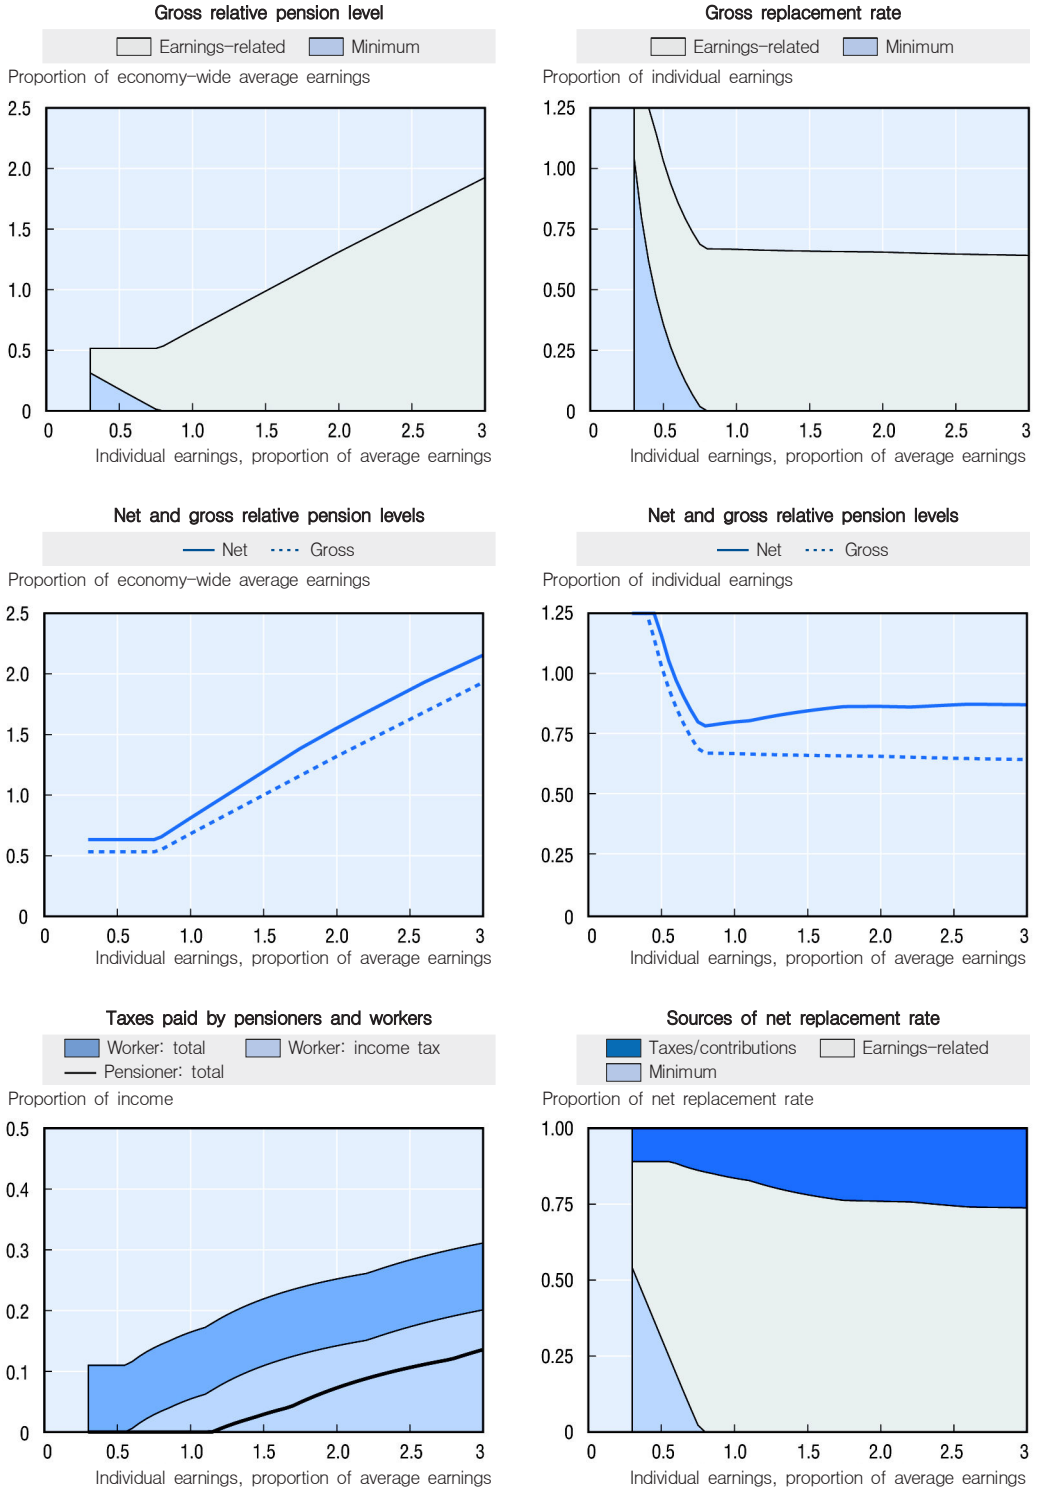 Gross relative pension level
Earnings-related Minimum
Proportion of economy-wide average earnings
2.5
2.0
1.5
1.0
0.5
0
0 0.5 1.0 1.5 2.0 2.5 3
Individual earnings, proportion of average earnings
Gross replacement rate
Earnings-related Minimum
Proportion of individual earnings
1.25
1.00
0.75
0.50
0.25
0
0 0.5 1.0 1.5 2.0 2.5 3
Individual earnings, proportion of average earnings
Net and gross relative pension levels
Net Gross
Proportion of economy-wide average earnings
2.5
2.0
1.5
1.0
0.5
0
0 0.5 1.0 1.5 2.0 2.5 3
Individual earnings, proportion of average earnings
Net and gross relative pension levels
Net Gross
Proportion of individual earnings
1.25
1.00
0.75
0.50
0.25
0
0 0.5 1.0 1.5 2.0 2.5 3
Individual earnings, proportion of average earnings
Taxes paid by pensioners and workers
Worker: total Worker: income tax
Pensioner: total
Proportion of income
0.5
0.4
0.3
0.2
0.1
0
0 0.5 1.0 1.5 2.0 2.5 3
Individual earnings, proportion of average earnings
Sources of net replacement rate
Taxes/contributions Earnings-related
Minimum
Proportion of net replacement rate
1.00
0.75
0.50
0.25
0
0 0.5 1.0 1.5 2.0 2.5 3
Individual earnings, proportion of average earnings